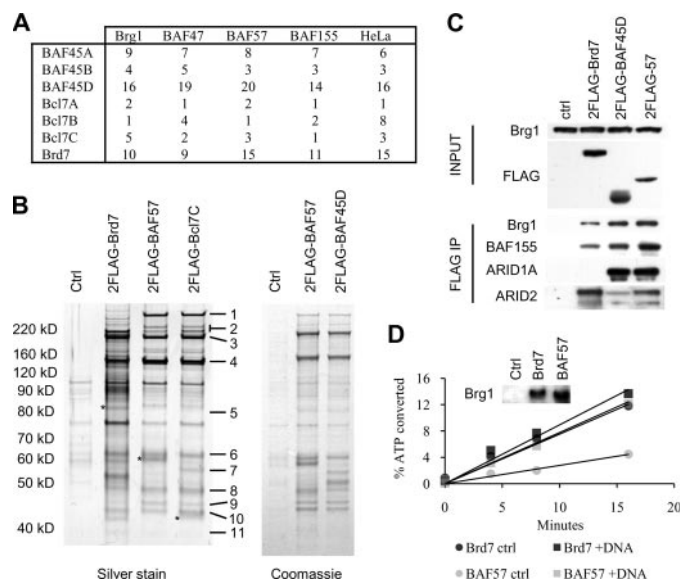 A
Brg1 BAF47 BAF57 BAF155 HeLa
BAF45A 9 7 8 7 6
BAF45B 4 5 3 3 3
BAF45D 16 19 20 14 16
Bcl7A 2 1 2 1 1
Bcl7B 1 4 1 2 8
Bcl7C 5 2 3 1 3
Brd7 10 9 15 11 15
B
Ctrl
2FLAG-Brd7
2FLAG-BAF57
2FLAG-Bcl7C
Ctrl
2FLAG-BAF57
2FLAG-BAF45D
220 kD
160 kD
120 kD
90 kD
80 kD
70 kD
60 kD
50 kD
40 kD
*
*
*
1
2
3
4
5
6
7
8
9
10
11
Silver stain
Coomassie
C
ctrl
2FLAG-Brd7
2FLAG-BAF45D
2FLAG-57
INPUT
Brg1
FLAG
FLAG IP
Brg1
BAF155
ARID1A
ARID2
D
Ctrl
Brd7
BAF57
Brg1
% ATP converted
16
12
8
4
0
0 5 10 15 20
Minutes
Brd7 ctrl
Brd7 +DNA
BAF57 ctrl
BAF57 +DNA